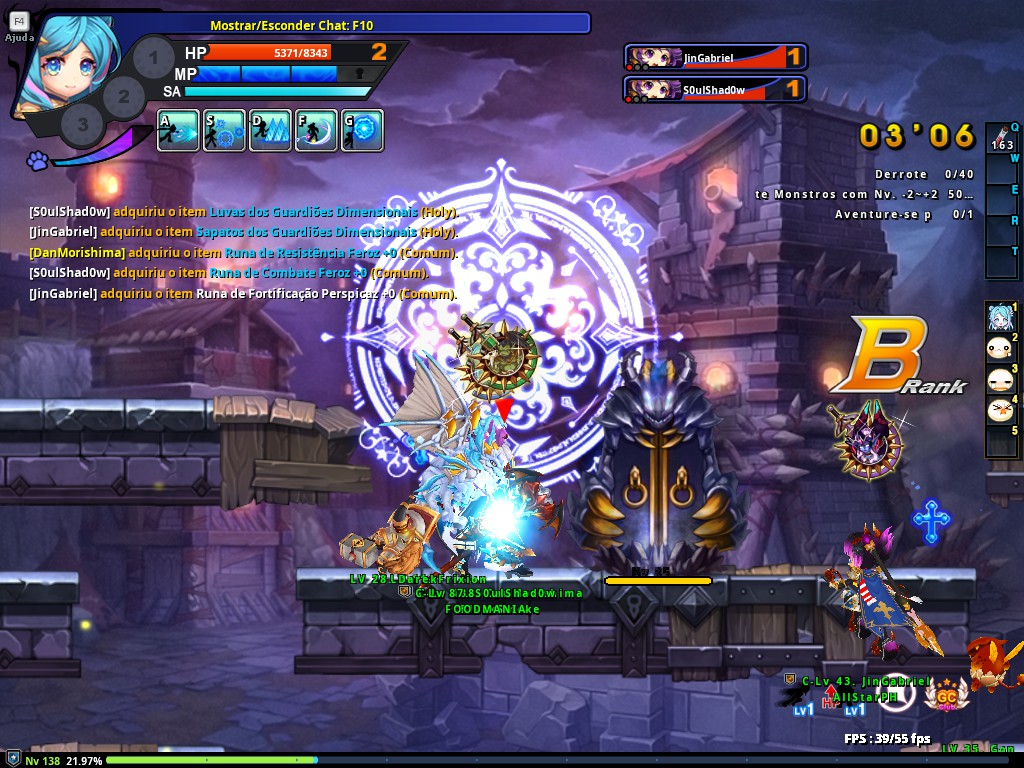 F4
Ajuda
Mostrar/Esconder Chat: F10
HP 5371/8343 2
MP
SA
1
2
3
A S D F G
JinGabriel 1
S0ulShad0w 1
03'06
Derrote 0/40
te Monstros com Nv. -2~+2 50…
Aventure-se p 0/1
Q
163
W
E
R
T
[S0ulShad0w] adquiriu o item Luvas dos Guardiões Dimensionais (Holy).
[JinGabriel] adquiriu o item Sapatos dos Guardiões Dimensionais (Holy).
[DanMorishima] adquiriu o item Runa de Resistência Feroz +0 (Comum).
[S0ulShad0w] adquiriu o item Runa de Combate Feroz +0 (Comum).
[JinGabriel] adquiriu o item Runa de Fortificação Perspicaz +0 (Comum).
1
2
3
4
5
B Rank
C-Lv 43. JinGabriel
AllStarPH
LV1
LV1
GC
FPS : 39/55 fps
LV 35.
Nv 138 21.97%